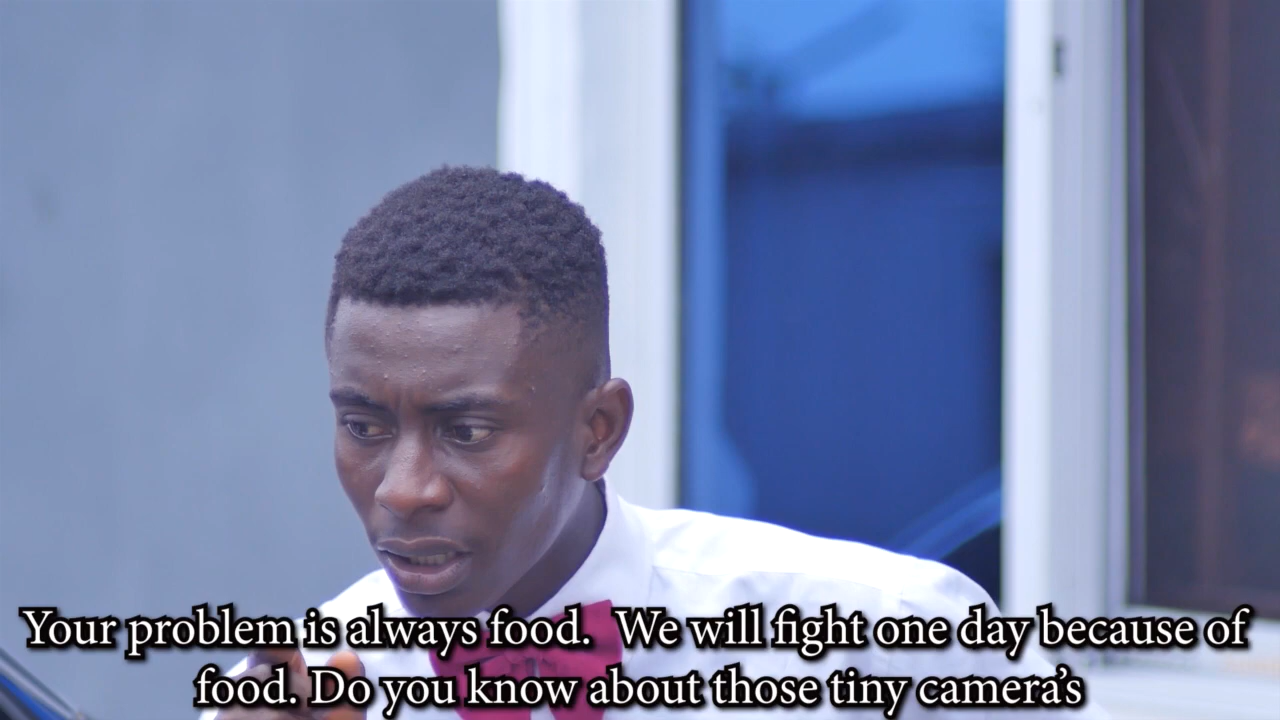 Your problem is always food.  We will fight one day because of
food. Do you know about those tiny camera's